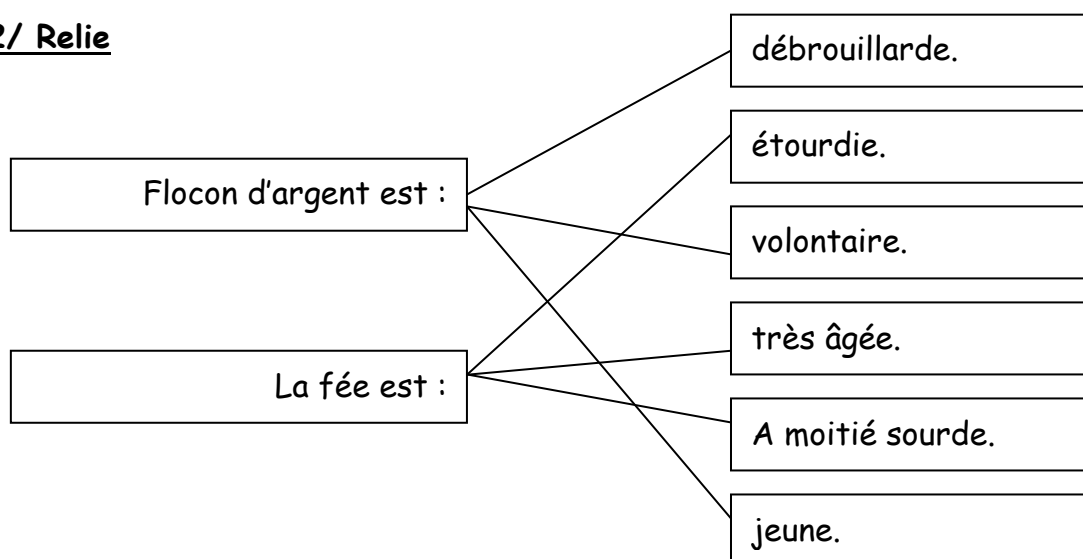 2/ Relie
débrouillarde.
étourdie.
Flocon d'argent est :
volontaire.
très âgée.
La fée est :
A moitié sourde.
jeune.